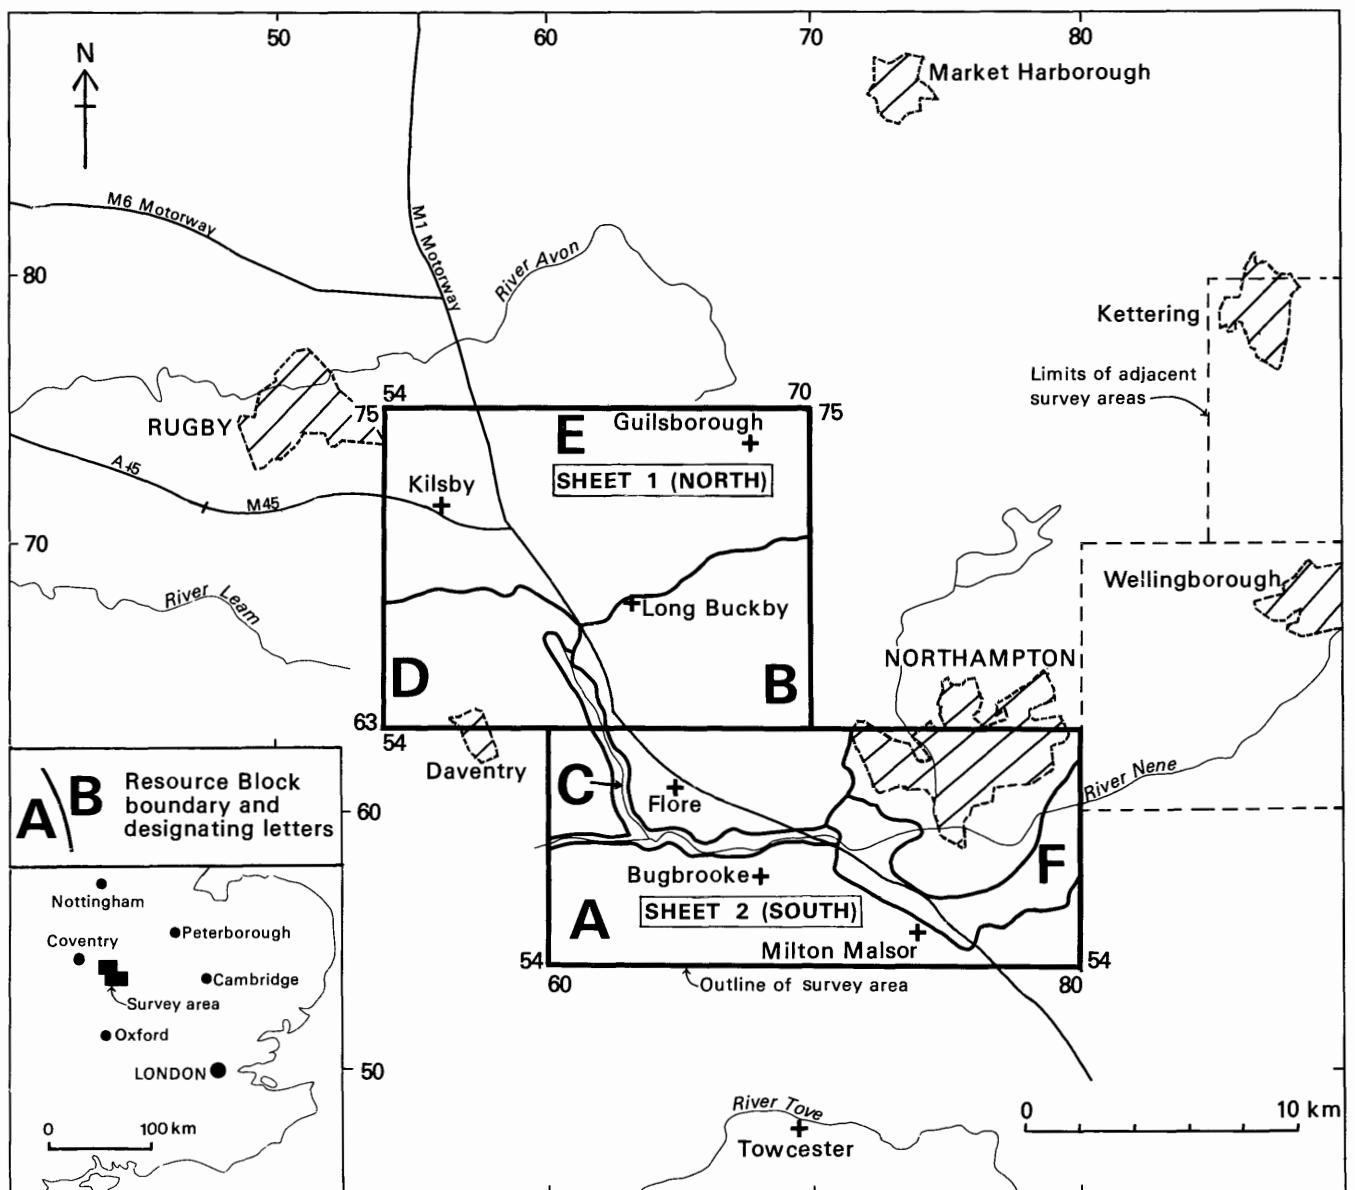 50
60
70
80
N
Market Harborough
M6 Motorway
M1 Motorway
River Avon
80
Kettering
Limits of adjacent
survey areas
54
70
75
75
RUGBY
E
Guilsborough
SHEET 1 (NORTH)
A45
M45
Kilsby
70
River Leam
Wellingborough
Long Buckby
NORTHAMPTON
D
B
63
54
Daventry
River Nene
A
B
Resource Block
boundary and
designating letters
60
C
Flore
F
Bugbrooke
A
SHEET 2 (SOUTH)
Milton Malsor
54
54
60
80
Outline of survey area
Nottingham
Peterborough
Coventry
Cambridge
Survey area
Oxford
LONDON
0
100 km
50
River Tove
Towcester
0
10 km